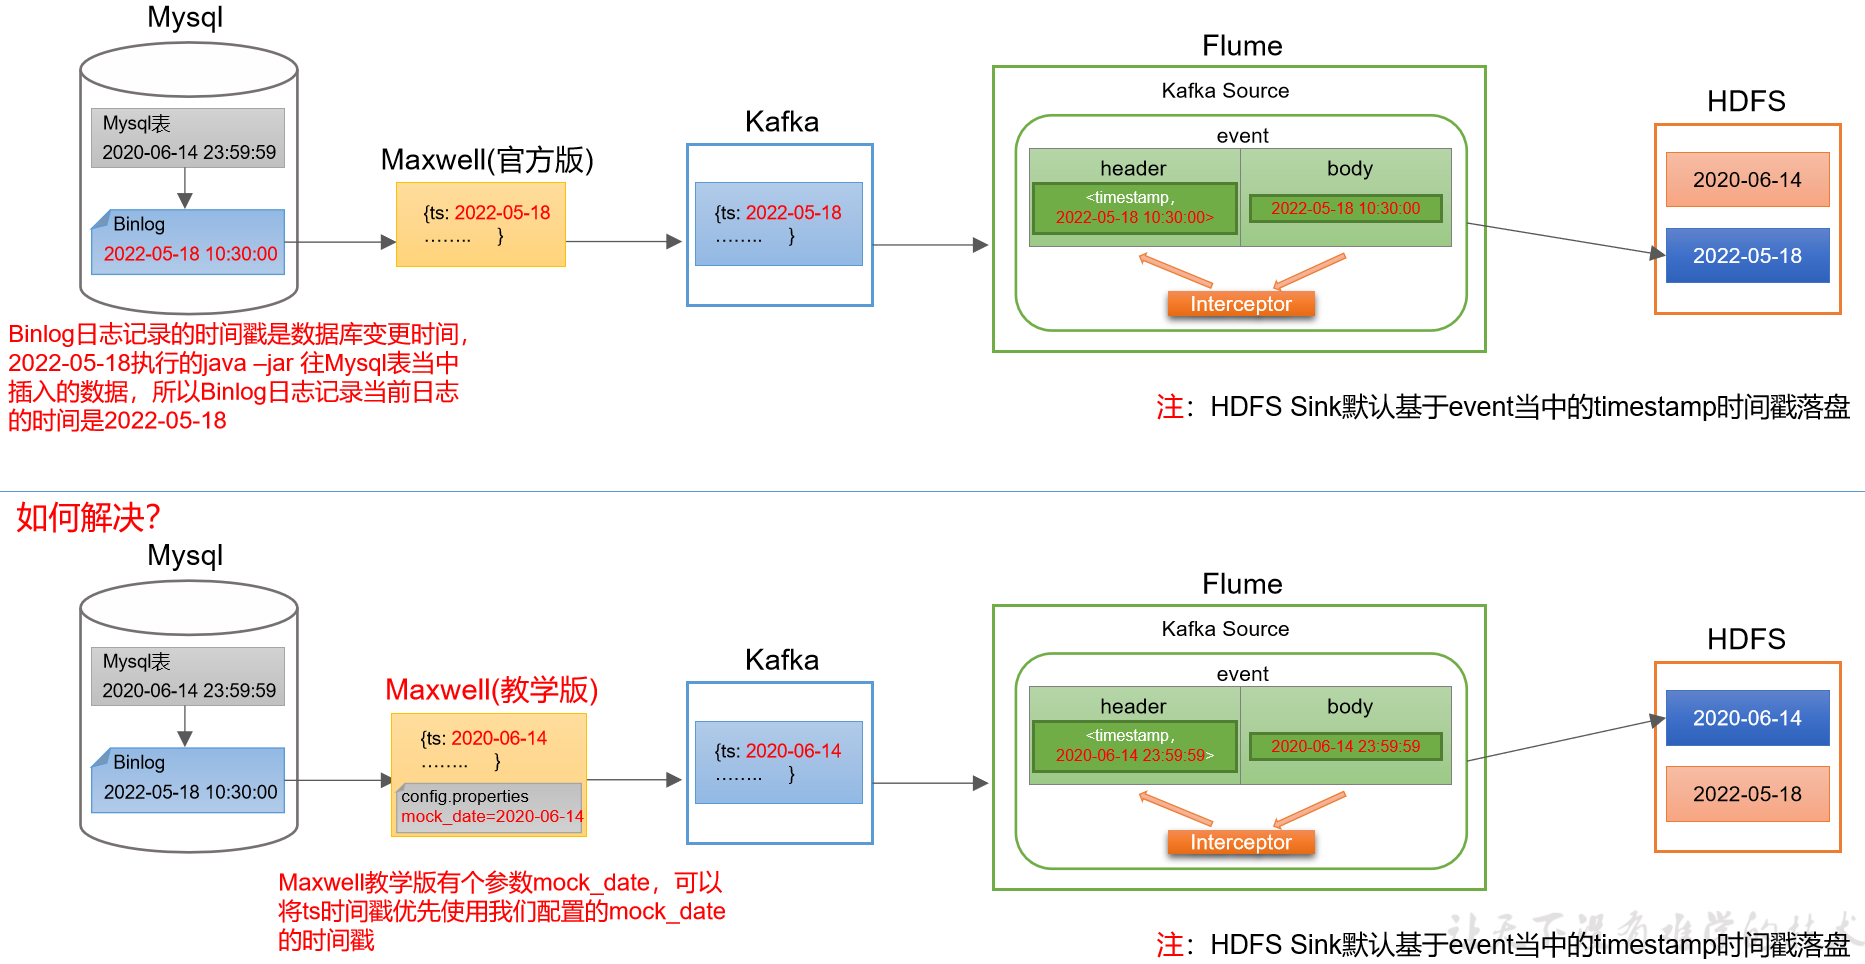 Mysql
Mysql表
2020-06-14 23:59:59
Binlog
2022-05-18 10:30:00
Maxwell(官方版)
{ts: 2022-05-18
…….. }
Kafka
{ts: 2022-05-18
…….. }
Flume
Kafka Source
event
header
body
<timestamp，
2022-05-18 10:30:00>
2022-05-18 10:30:00
Interceptor
HDFS
2020-06-14
2022-05-18
Binlog日志记录的时间戳是数据库变更时间，
2022-05-18执行的java –jar 往Mysql表当中
插入的数据，所以Binlog日志记录当前日志
的时间是2022-05-18
注：HDFS Sink默认基于event当中的timestamp时间戳落盘
如何解决？
Mysql
Mysql表
2020-06-14 23:59:59
Binlog
2022-05-18 10:30:00
Maxwell(教学版)
{ts: 2020-06-14
…….. }
config.properties
mock_date=2020-06-14
Kafka
{ts: 2020-06-14
…….. }
Flume
Kafka Source
event
header
body
<timestamp，
2020-06-14 23:59:59>
2020-06-14 23:59:59
Interceptor
HDFS
2020-06-14
2022-05-18
Maxwell教学版有个参数mock_date，可以
将ts时间戳优先使用我们配置的mock_date
的时间戳
让天下没有难学的技术
注：HDFS Sink默认基于event当中的timestamp时间戳落盘